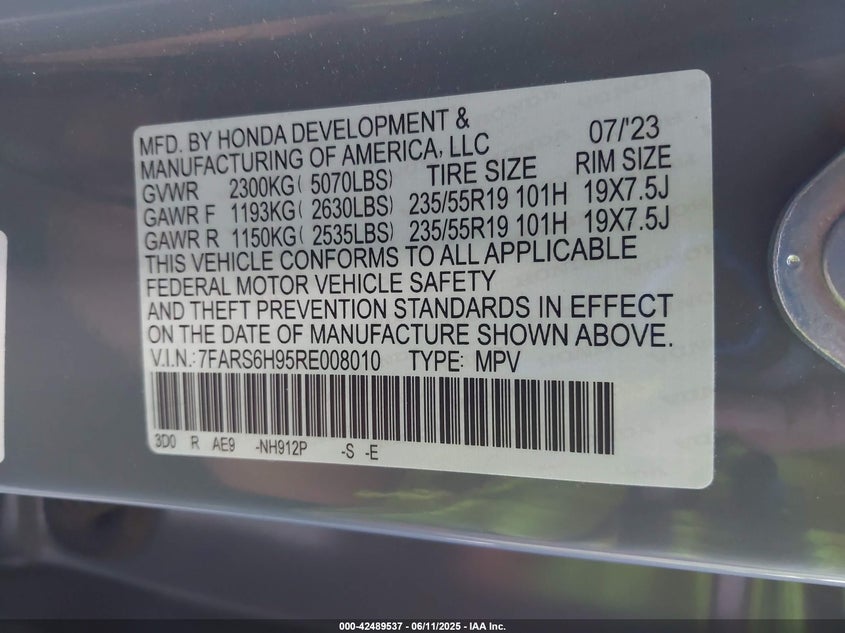 MFD. BY HONDA DEVELOPMENT & 07/'23
MANUFACTURING OF AMERICA, LLC
TIRE SIZE RIM SIZE
GVWR 2300KG( 5070LBS)
GAWR F 1193KG( 2630LBS) 235/55R19 101H 19X7.5J
GAWR R 1150KG( 2535LBS) 235/55R19 101H 19X7.5J
THIS VEHICLE CONFORMS TO ALL APPLICABLE
FEDERAL MOTOR VEHICLE SAFETY
AND THEFT PREVENTION STANDARDS IN EFFECT
ON THE DATE OF MANUFACTURE SHOWN ABOVE.
V.I.N.:7FARS6H95RE008010 TYPE: MPV
3D0 R AE9 -NH912P -S -E
000-42489537 - 06/11/2025 - IAA Inc.